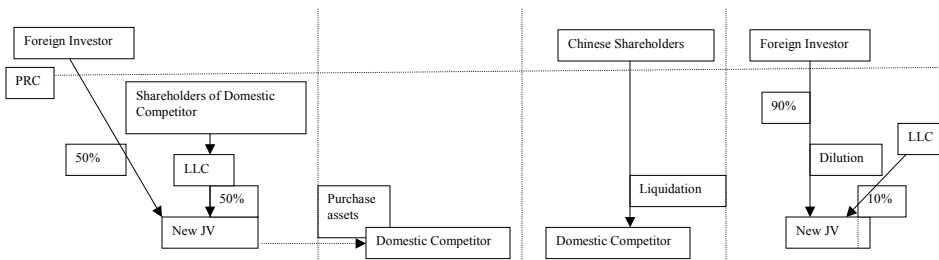 Foreign Investor
PRC
Shareholders of Domestic
Competitor
50%
LLC
50%
New JV
Purchase
assets
Domestic Competitor
Chinese Shareholders
Liquidation
Domestic Competitor
Foreign Investor
90%
LLC
Dilution
10%
New JV